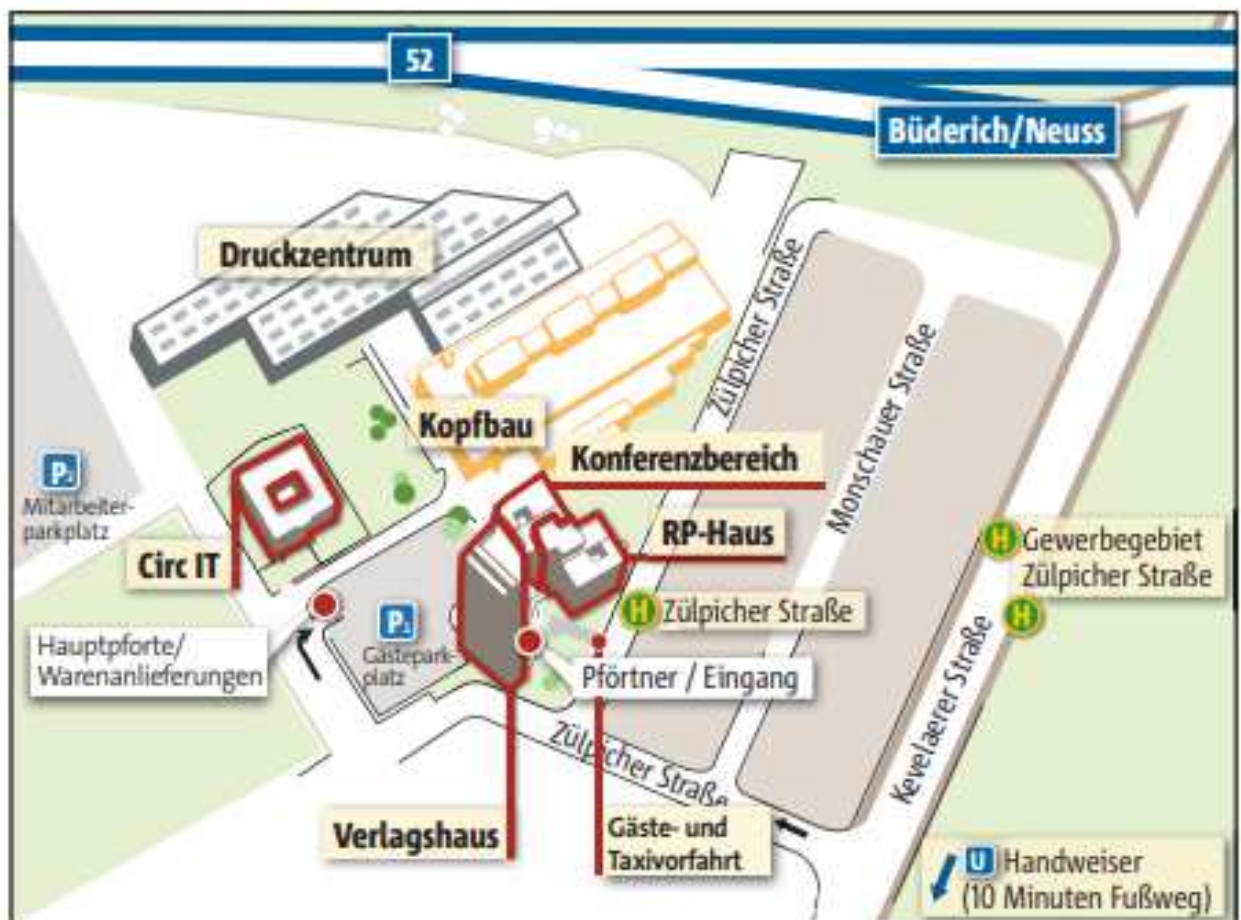 52
Büderich/Neuss
Druckzentrum
Zülpicher Straße
Monschauer Straße
Kopfbau
Konferenzbereich
P2
Mitarbeiter-
parkplatz
RP-Haus
Circ IT
H Gewerbegebiet
Zülpicher Straße
H Zülpicher Straße
H
P1
Gästepark-
platz
Hauptpforte/
Warenanlieferungen
Pförtner / Eingang
Kevelaerer Straße
Zülpicher Straße
Verlagshaus
Gäste- und
Taxivorfahrt
U Handweiser
(10 Minuten Fußweg)